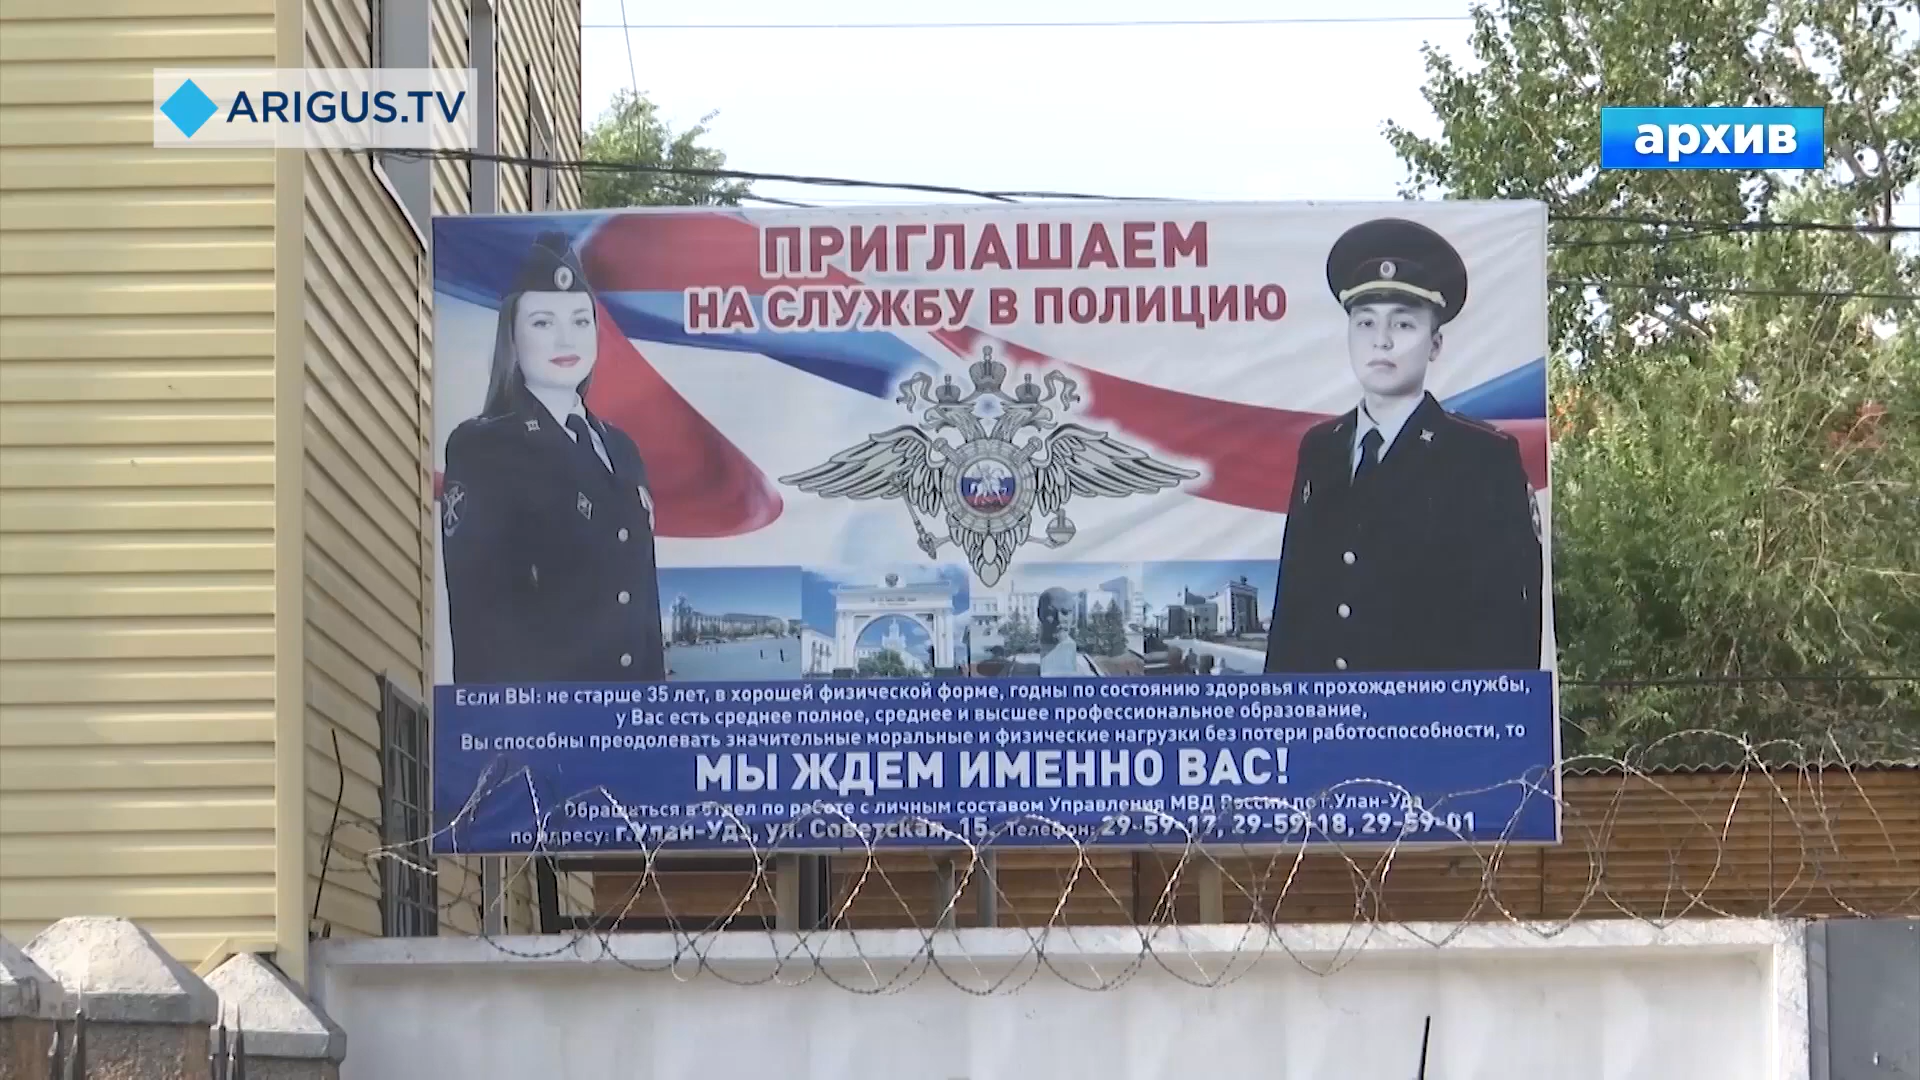 ARIGUS.TV
архив
ПРИГЛАШАЕМ
НА СЛУЖБУ В ПОЛИЦИЮ
Если ВЫ: не старше 35 лет, в хорошей физической форме, годны по состоянию здоровья к прохождению службы,
у Вас есть среднее полное, среднее и высшее профессиональное образование,
Вы способны преодолевать значительные моральные и физические нагрузки без потери работоспособности, то
МЫ ЖДЕМ ИМЕННО ВАС!
Обращаться в отдел по работе с личным составом Управления МВД России по г.Улан-Удэ
по адресу: г.Улан-Удэ, ул. Советская, 15. Телефон: 29-59-17, 29-59-18, 29-59-01